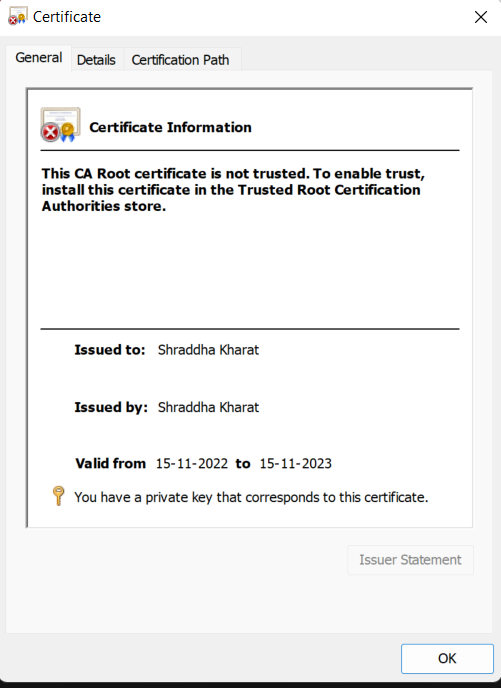 Certificate
General Details Certification Path
Certificate Information
This CA Root certificate is not trusted. To enable trust,
install this certificate in the Trusted Root Certification
Authorities store.
Issued to: Shraddha Kharat
Issued by: Shraddha Kharat
Valid from 15-11-2022 to 15-11-2023
You have a private key that corresponds to this certificate.
Issuer Statement
OK